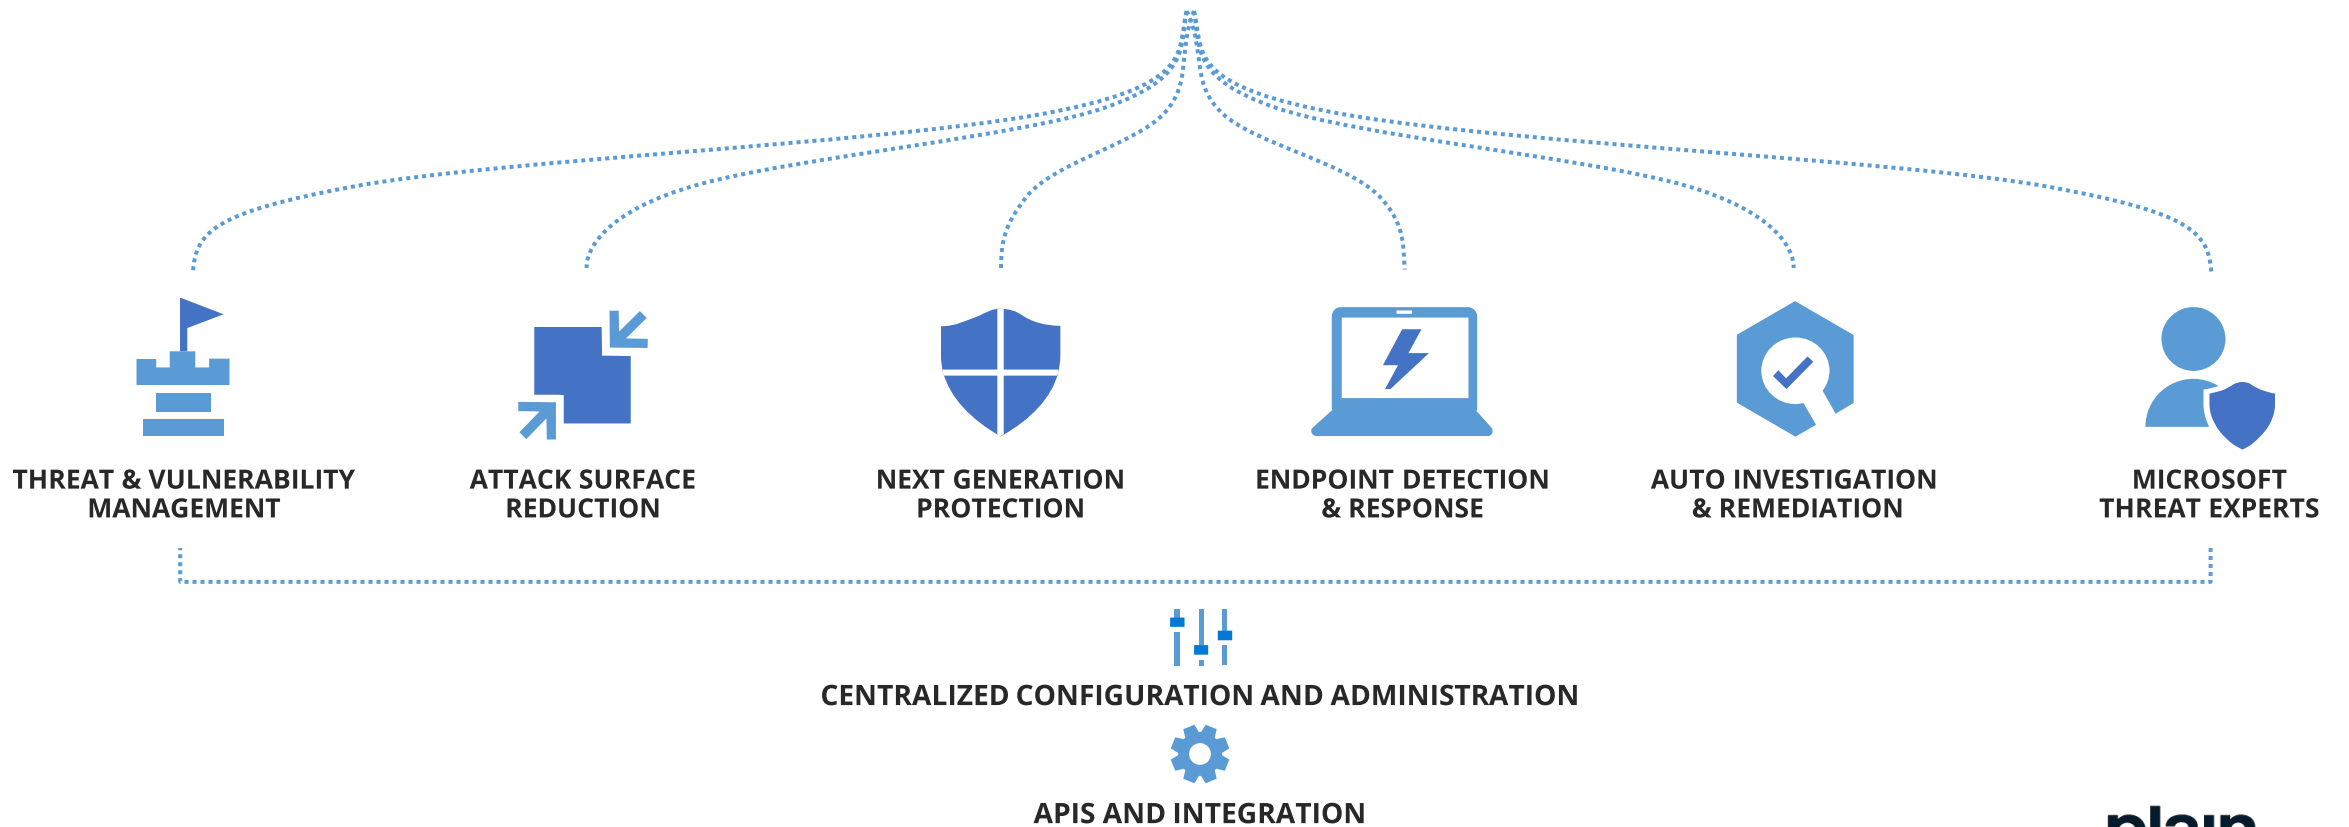 THREAT & VULNERABILITY
MANAGEMENT
ATTACK SURFACE
REDUCTION
NEXT GENERATION
PROTECTION
ENDPOINT DETECTION
& RESPONSE
AUTO INVESTIGATION
& REMEDIATION
MICROSOFT
THREAT EXPERTS
CENTRALIZED CONFIGURATION AND ADMINISTRATION
APIS AND INTEGRATION